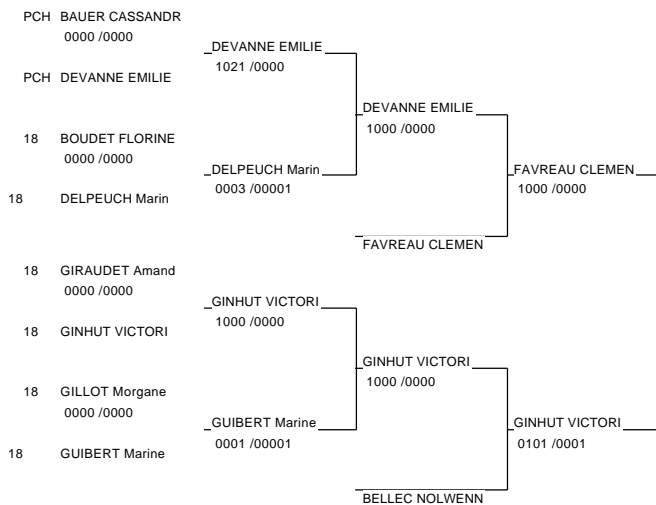 PCH BAUER CASSANDR
0000 /0000
DEVANNE EMILIE
1021 /0000
PCH DEVANNE EMILIE
DEVANNE EMILIE
1000 /0000
18 BOUDET FLORINE
0000 /0000
DELPEUCH Marin
0003 /00001
FAVREAU CLEMEN
1000 /0000
18 DELPEUCH Marin
FAVREAU CLEMEN
18 GIRAUDET Amand
0000 /0000
GINHUT VICTORI
1000 /0000
18 GINHUT VICTORI
GINHUT VICTORI
1000 /0000
18 GILLOT Morgane
0000 /0000
GUIBERT Marine
0001 /00001
GINHUT VICTORI
0101 /0001
18 GUIBERT Marine
BELLEC NOLWENN